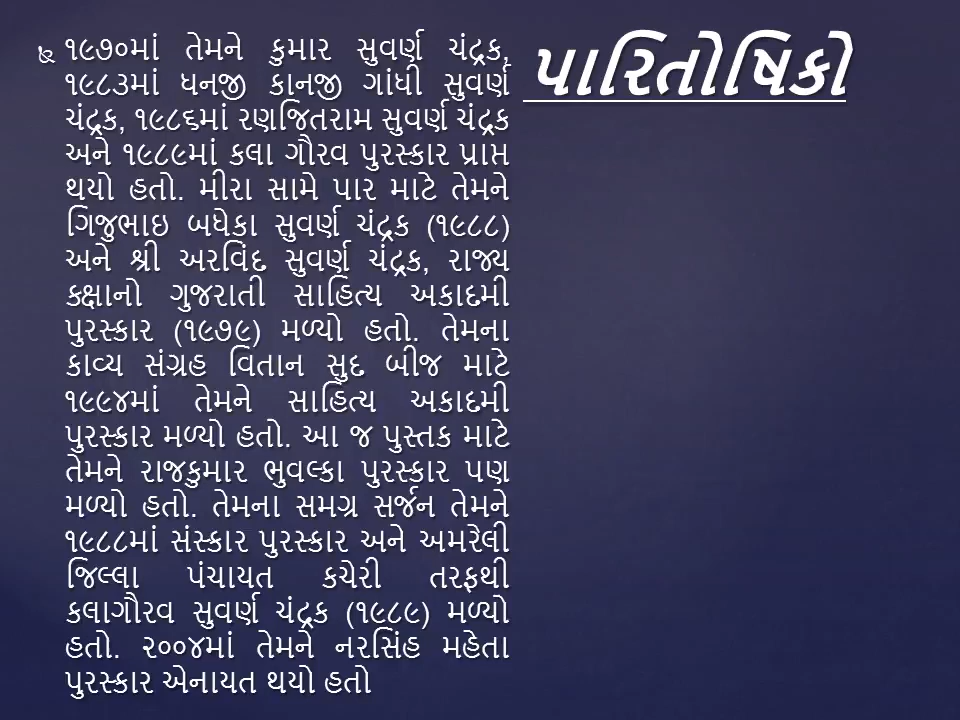 પારિતોષિકો
૧૯૭૦માં તેમને કુમાર સુવર્ણ ચંદ્રક,
૧૯૮૩માં ધનજી કાનજી ગાંધી સુવર્ણ
ચંદ્રક, ૧૯૮૬માં રણજિતરામ સુવર્ણ ચંદ્રક
અને ૧૯૮૯માં કલા ગૌરવ પુરસ્કાર પ્રાપ્ત
થયો હતો. મીરા સામે પાર માટે તેમને
ગિજુભાઇ બધેકા સુવર્ણ ચંદ્રક (૧૯૮૮)
અને શ્રી અરવિંદ સુવર્ણ ચંદ્રક, રાજ્ય
ક્ક્ષાનો ગુજરાતી સાહિત્ય અકાદમી
પુરસ્કાર (૧૯૭૯) મળ્યો હતો. તેમના
કાવ્ય સંગ્રહ વિતાન સુદ બીજ માટે
૧૯૯૪માં તેમને સાહિત્ય અકાદમી
પુરસ્કાર મળ્યો હતો. આ જ પુસ્તક માટે
તેમને રાજકુમાર ભુવલ્કા પુરસ્કાર પણ
મળ્યો હતો. તેમના સમગ્ર સર્જન તેમને
૧૯૮૮માં સંસ્કાર પુરસ્કાર અને અમરેલી
જિલ્લા પંચાયત કચેરી તરફથી
કલાગૌરવ સુવર્ણ ચંદ્રક (૧૯૮૯) મળ્યો
હતો. ૨૦૦૪માં તેમને નરસિંહ મહેતા
પુરસ્કાર એનાયત થયો હતો